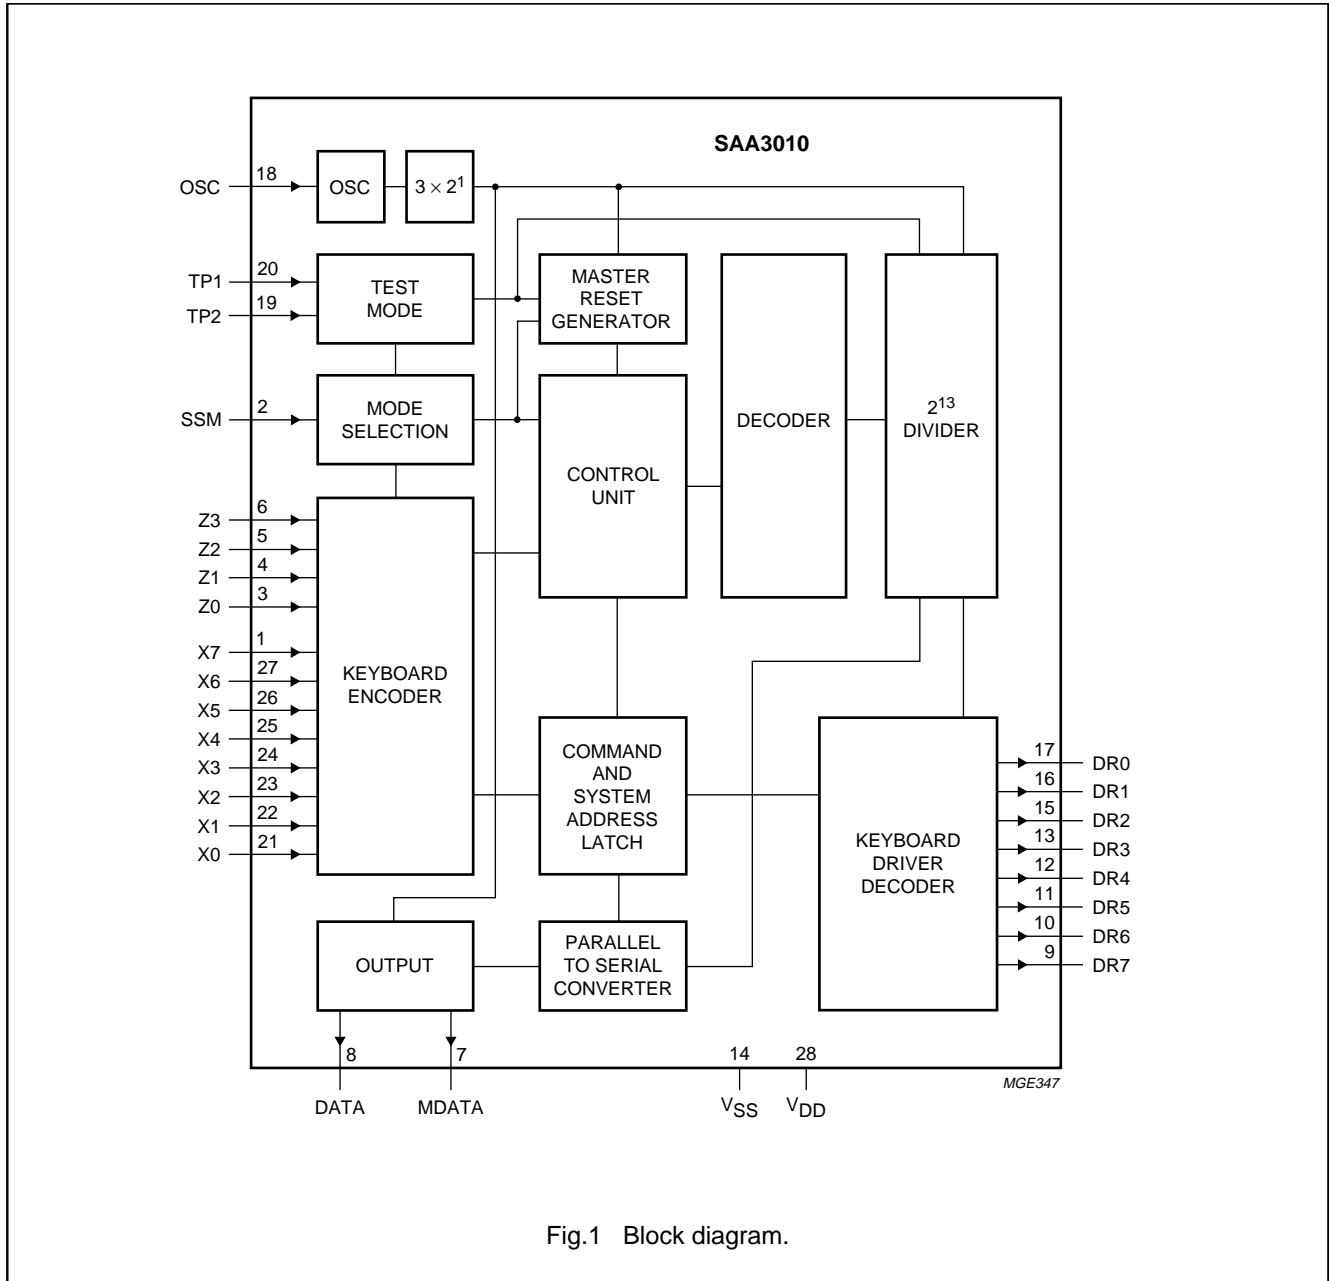 SAA3010
OSC 18 OSC 3 × 2¹
TP1 20
TP2 19
TEST
MODE
MASTER
RESET
GENERATOR
SSM 2
MODE
SELECTION
CONTROL
UNIT
DECODER
2¹³
DIVIDER
Z3 6
Z2 5
Z1 4
Z0 3
X7 1
X6 27
X5 26
X4 25
X3 24
X2 23
X1 22
X0 21
KEYBOARD
ENCODER
COMMAND
AND
SYSTEM
ADDRESS
LATCH
KEYBOARD
DRIVER
DECODER
17 DR0
16 DR1
15 DR2
13 DR3
12 DR4
11 DR5
10 DR6
9 DR7
OUTPUT
PARALLEL
TO SERIAL
CONVERTER
8 7 14 28
DATA MDATA VSS VDD
MGE347
Fig.1 Block diagram.